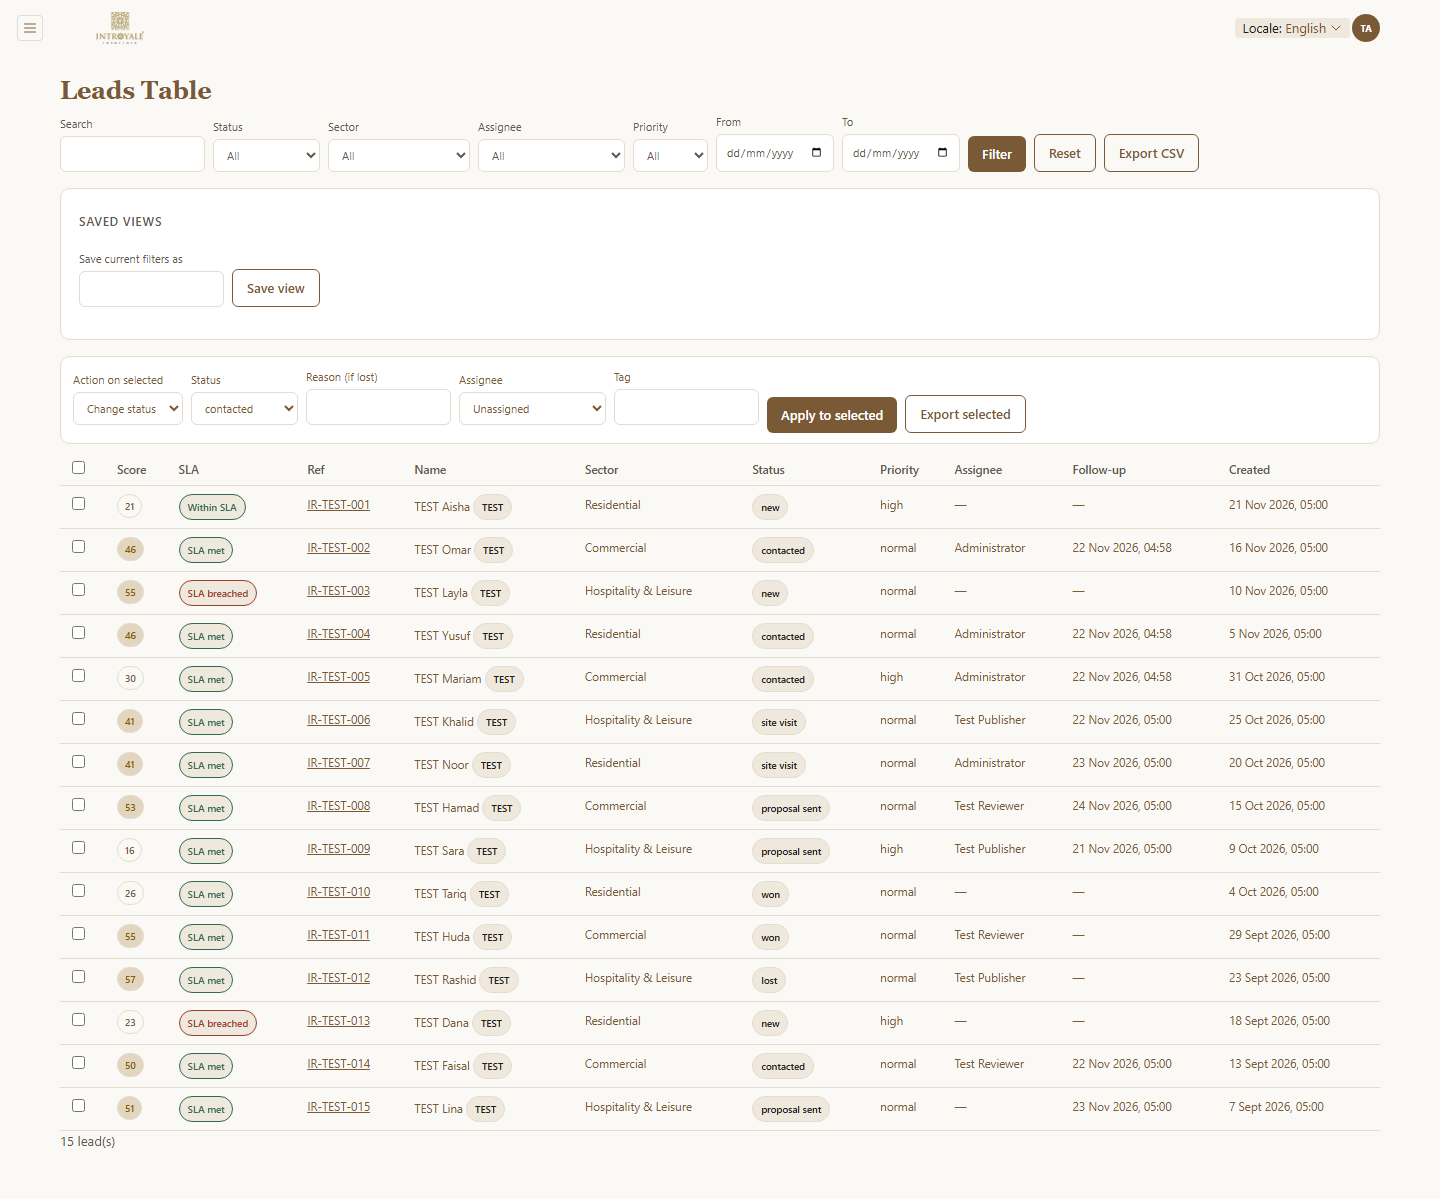 INTROYALE
interiors
Locale: English
TA
Leads Table
Search Status Sector Assignee Priority From To
All All All All dd/mm/yyyy dd/mm/yyyy Filter Reset Export CSV
SAVED VIEWS
Save current filters as
Save view
Action on selected Status Reason (if lost) Assignee Tag
Change status contacted Unassigned Apply to selected Export selected
Score SLA Ref Name Sector Status Priority Assignee Follow-up Created
21 Within SLA IR-TEST-001 TEST Aisha TEST Residential new high — — 21 Nov 2026, 05:00
46 SLA met IR-TEST-002 TEST Omar TEST Commercial contacted normal Administrator 22 Nov 2026, 04:58 16 Nov 2026, 05:00
55 SLA breached IR-TEST-003 TEST Layla TEST Hospitality & Leisure new normal — — 10 Nov 2026, 05:00
46 SLA met IR-TEST-004 TEST Yusuf TEST Residential contacted normal Administrator 22 Nov 2026, 04:58 5 Nov 2026, 05:00
30 SLA met IR-TEST-005 TEST Mariam TEST Commercial contacted high Administrator 22 Nov 2026, 04:58 31 Oct 2026, 05:00
41 SLA met IR-TEST-006 TEST Khalid TEST Hospitality & Leisure site visit normal Test Publisher 22 Nov 2026, 05:00 25 Oct 2026, 05:00
41 SLA met IR-TEST-007 TEST Noor TEST Residential site visit normal Administrator 23 Nov 2026, 05:00 20 Oct 2026, 05:00
53 SLA met IR-TEST-008 TEST Hamad TEST Commercial proposal sent normal Test Reviewer 24 Nov 2026, 05:00 15 Oct 2026, 05:00
16 SLA met IR-TEST-009 TEST Sara TEST Hospitality & Leisure proposal sent high Test Publisher 21 Nov 2026, 05:00 9 Oct 2026, 05:00
26 SLA met IR-TEST-010 TEST Tariq TEST Residential won normal — — 4 Oct 2026, 05:00
55 SLA met IR-TEST-011 TEST Huda TEST Commercial won normal Test Reviewer — 29 Sept 2026, 05:00
57 SLA met IR-TEST-012 TEST Rashid TEST Hospitality & Leisure lost normal Test Publisher — 23 Sept 2026, 05:00
23 SLA breached IR-TEST-013 TEST Dana TEST Residential new high — — 18 Sept 2026, 05:00
50 SLA met IR-TEST-014 TEST Faisal TEST Commercial contacted normal Test Reviewer 22 Nov 2026, 05:00 13 Sept 2026, 05:00
51 SLA met IR-TEST-015 TEST Lina TEST Hospitality & Leisure proposal sent normal — 23 Nov 2026, 05:00 7 Sept 2026, 05:00
15 lead(s)